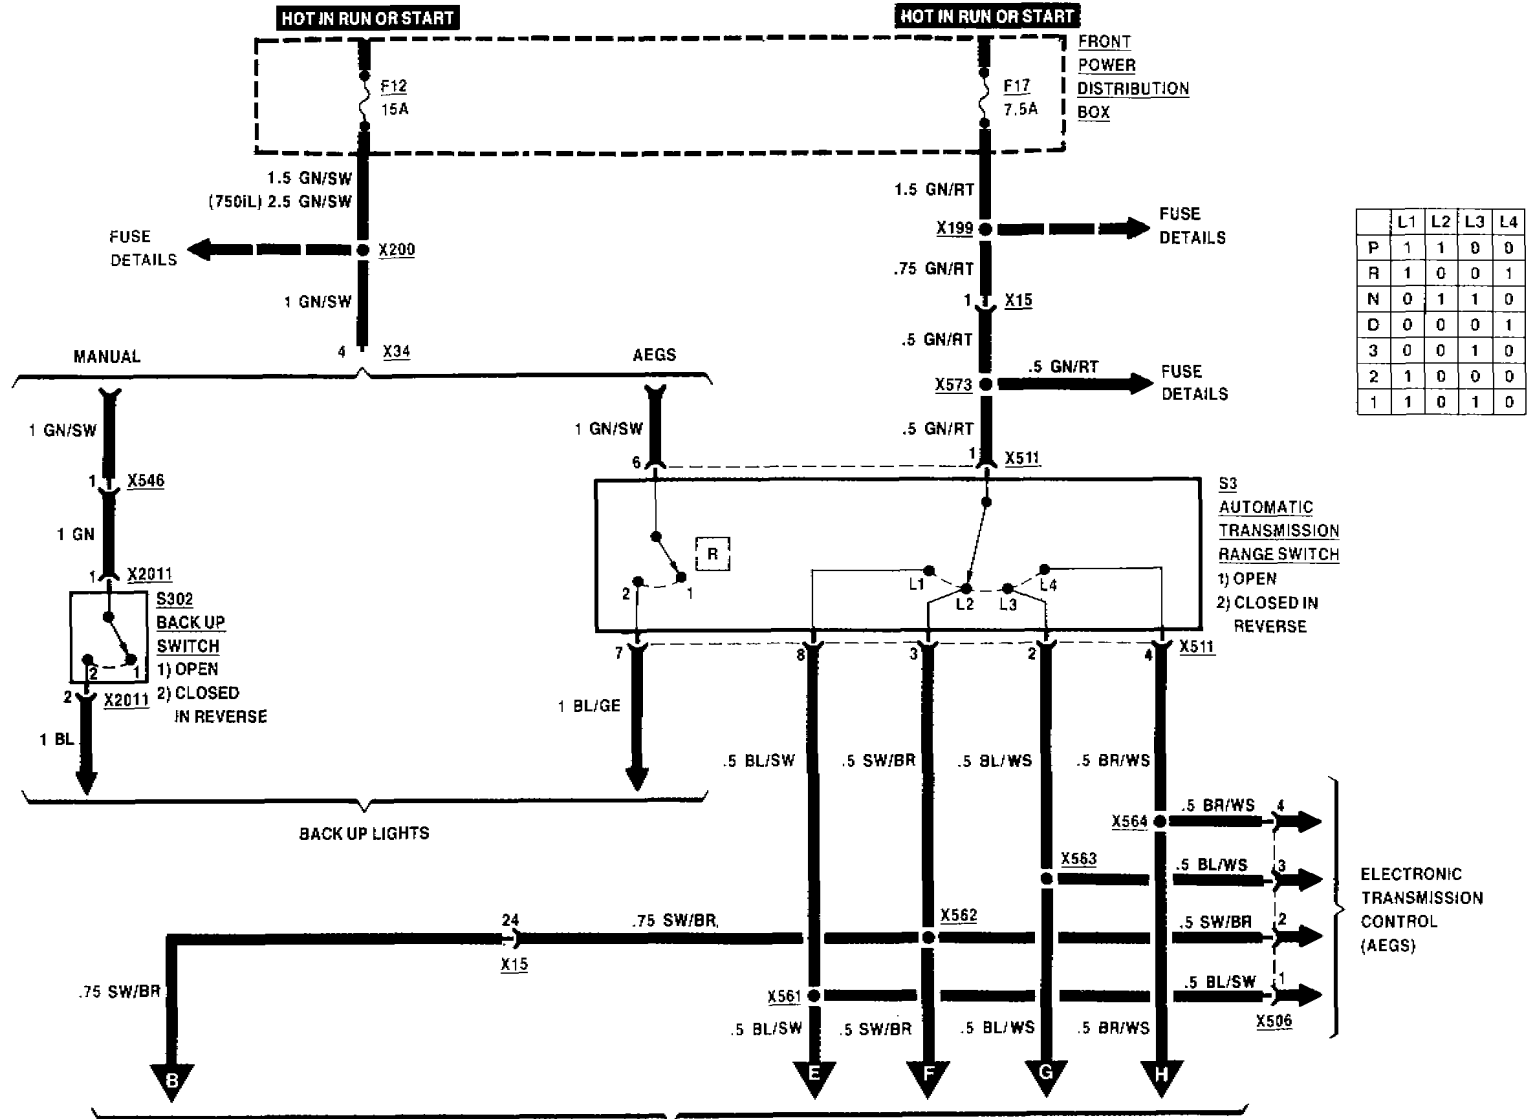 HOT IN RUN OR START
HOT IN RUN OR START
FRONT
POWER
DISTRIBUTION
BOX
F12
15A
F17
7.5A
1.5 GN/SW
(750iL) 2.5 GN/SW
1.5 GN/RT
FUSE
DETAILS
X200
X199
FUSE
DETAILS
1 GN/SW
.75 GN/RT
1 X15
.5 GN/RT
L1 L2 L3 L4
P 1 1 0 0
R 1 0 0 1
N 0 1 1 0
D 0 0 0 1
3 0 0 1 0
2 1 0 0 0
1 1 0 1 0
4 X34
MANUAL
AEGS
X573
.5 GN/RT
FUSE
DETAILS
1 GN/SW
1 GN/SW
.5 GN/RT
6
1 X511
1 X546
1 GN
1 X2011
S302
BACK UP
SWITCH
1) OPEN
2) CLOSED
IN REVERSE
2 1
2 X2011
1 BL
R
2 1
L1 L2 L3 L4
S3
AUTOMATIC
TRANSMISSION
RANGE SWITCH
1) OPEN
2) CLOSED IN
REVERSE
7 8 3 2 4 X511
1 BL/GE
.5 BL/SW .5 SW/BR .5 BL/WS .5 BR/WS
BACK UP LIGHTS
X564 .5 BR/WS 4
X563 .5 BL/WS 3
X562 .5 SW/BR 2
24
X15
.75 SW/BR
X561 .5 BL/SW 1
X506
ELECTRONIC
TRANSMISSION
CONTROL
(AEGS)
.75 SW/BR
.5 BL/SW .5 SW/BR .5 BL/WS .5 BR/WS
B E F G H